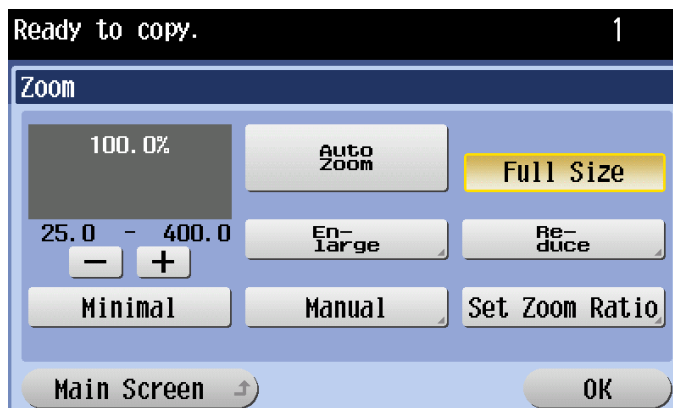 Ready to copy. 1
Zoom
100.0%
Auto
Zoom
Full Size
25.0 - 400.0
− +
En-
large
Re-
duce
Minimal
Manual
Set Zoom Ratio
Main Screen
OK